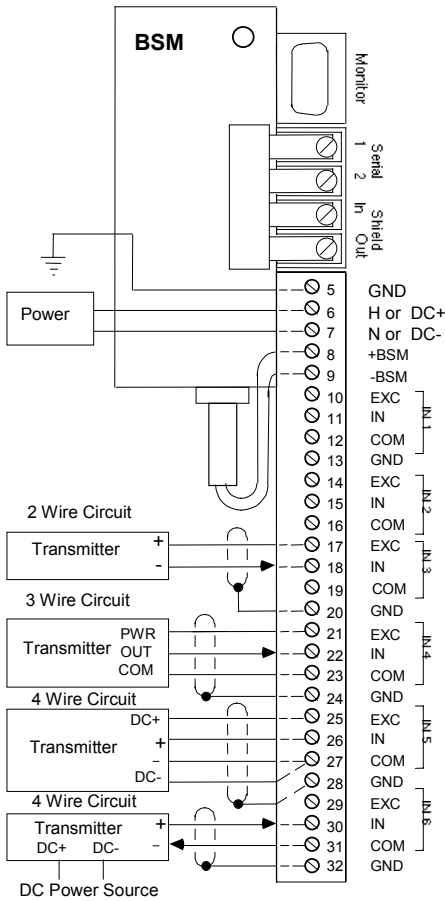 BSM
Monitor
Serial
1 2
Shield
In Out
5 GND
Power
6 H or DC+
7 N or DC-
8 +BSM
9 -BSM
10 EXC
11 IN
12 COM
IN 1
13 GND
14 EXC
15 IN
16 COM
IN 2
2 Wire Circuit
Transmitter + -
17 EXC
18 IN
19 COM
IN 3
20 GND
3 Wire Circuit
Transmitter PWR OUT COM
21 EXC
22 IN
23 COM
IN 4
24 GND
4 Wire Circuit
Transmitter DC+ + - DC-
25 EXC
26 IN
27 COM
IN 5
28 GND
4 Wire Circuit
Transmitter + -
DC+ DC-
29 EXC
30 IN
31 COM
IN 6
32 GND
DC Power Source